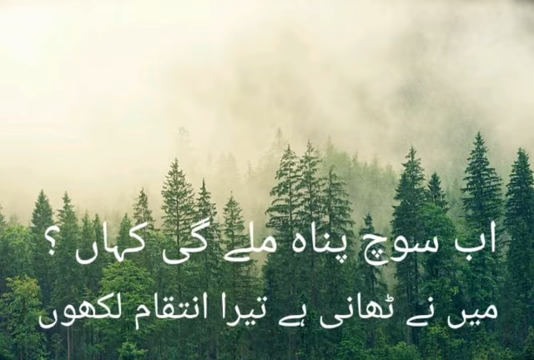 اب سوچ پناہ ملے گی کہاں ؟
میں نے ٹھانی ہے تیرا انتقام لکھوں